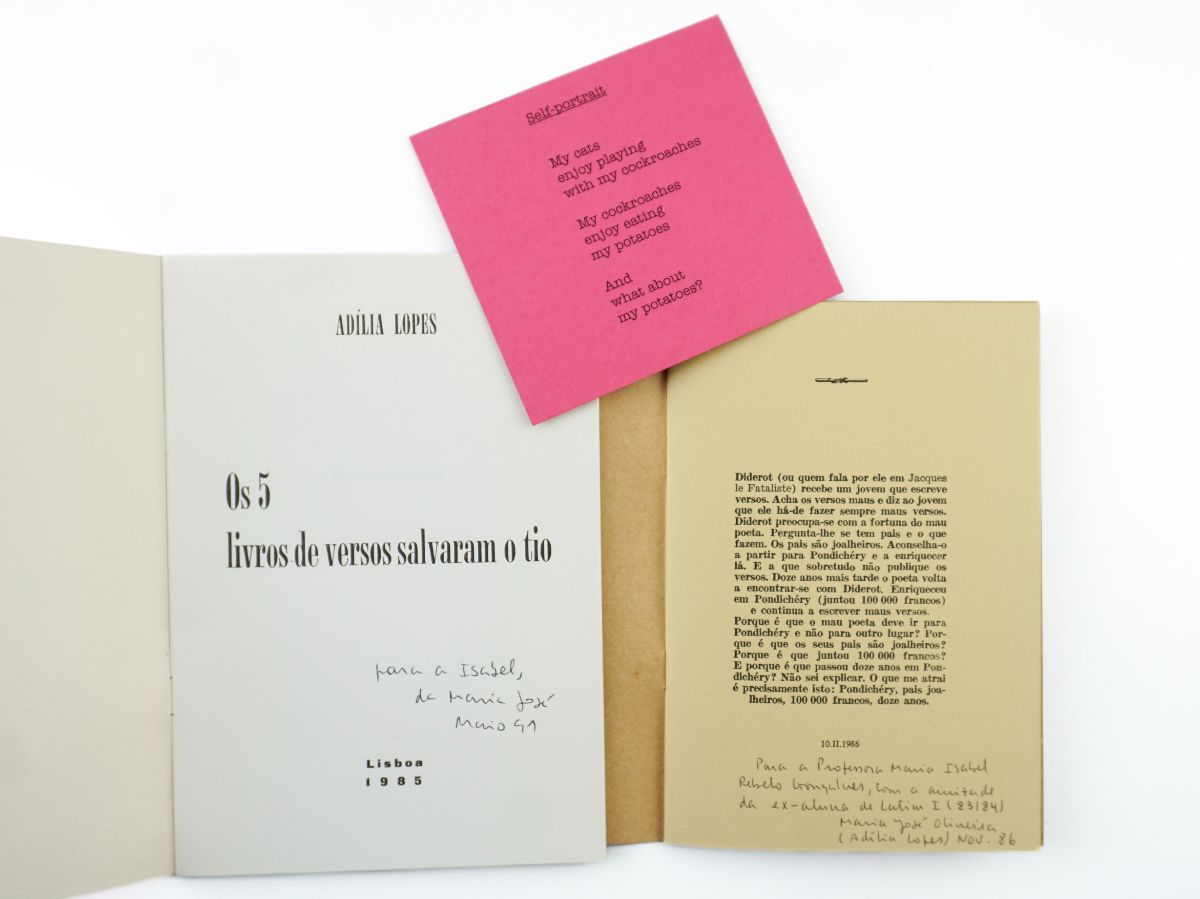 Self-portrait
My cats
enjoy playing
with my cockroaches
My cockroaches
enjoy eating
my potatoes
And
what about
my potatoes?
ADÍLIA LOPES
Os 5
livros de versos salvaram o tio
para a Isabel,
da Maria José
Maio 91
Lisboa
1985
Diderot (ou quem fala por ele em Jacques
le Fataliste) recebe um jovem que escreve
versos. Acha os versos maus e diz ao jovem
que ele há-de fazer sempre maus versos.
Diderot preocupa-se com a fortuna do mau
poeta. Pergunta-lhe se tem pais e o que
fazem. Os pais são joalheiros. Aconselha-o
a partir para Pondichéry e a enriquecer
lá. E a que sobretudo não publique os
versos. Doze anos mais tarde o poeta volta
a encontrar-se com Diderot. Enriqueceu
em Pondichéry (juntou 100 000 francos)
e continua a escrever maus versos.
Porque é que o mau poeta deve ir para
Pondichéry e não para outro lugar? Por-
que é que os seus pais são joalheiros?
Porque é que juntou 100 000 francos?
E porque é que passou doze anos em Pon-
dichéry? Não sei explicar. O que me atrai
é precisamente isto: Pondichéry, pais joa-
lheiros, 100 000 francos, doze anos.
10.II.1986
Para a Professora Maria Isabel
Rebelo Gonçalves, com a amizade
da ex-aluna de Latim I (83/84)
Maria José Oliveira
(Adília Lopes) Nov. 86